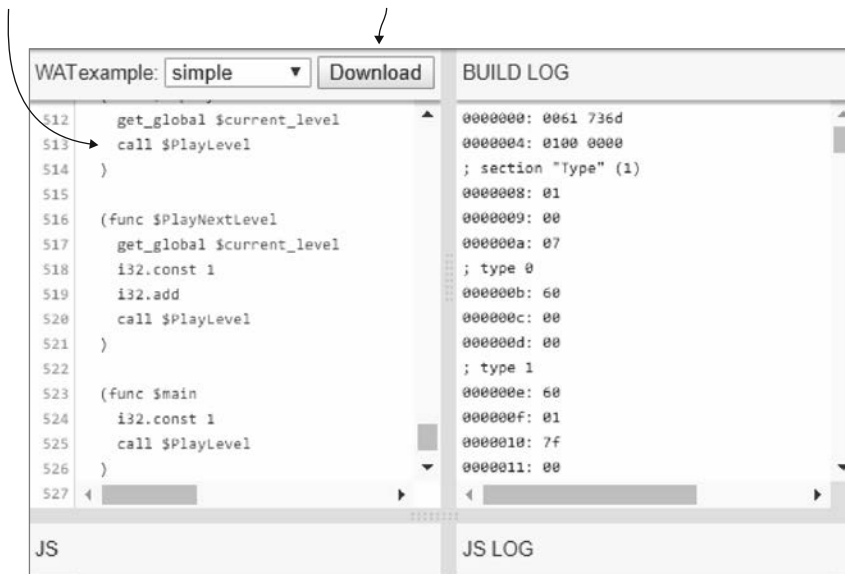 WAT example: simple Download
512 get_global $current_level
513 call $PlayLevel
514 )
515
516 (func $PlayNextLevel
517 get_global $current_level
518 i32.const 1
519 i32.add
520 call $PlayLevel
521 )
522
523 (func $main
524 i32.const 1
525 call $PlayLevel
526 )
527
BUILD LOG
0000000: 0061 736d
0000004: 0100 0000
; section "Type" (1)
0000008: 01
0000009: 00
000000a: 07
; type 0
000000b: 60
000000c: 00
000000d: 00
; type 1
000000e: 60
000000f: 01
0000010: 7f
0000011: 00
JS
JS LOG